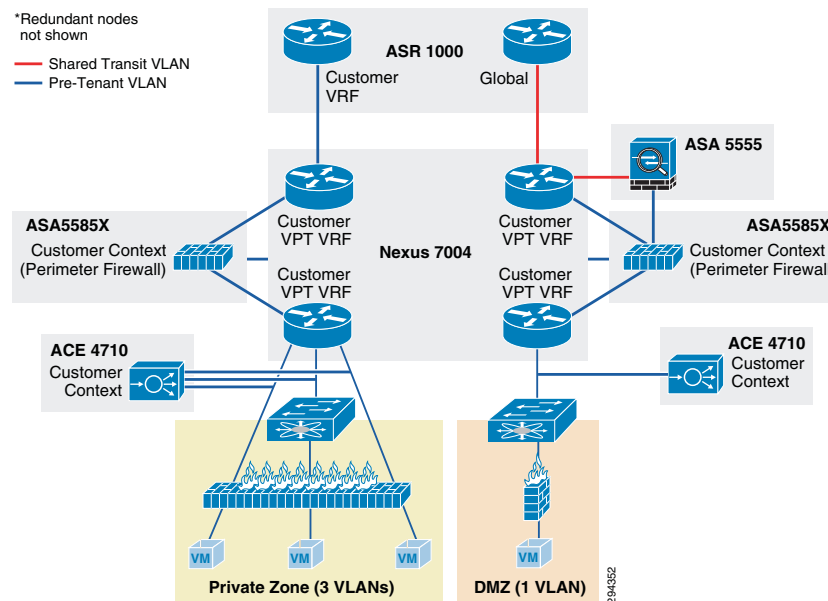 *Redundant nodes
not shown
Shared Transit VLAN
Pre-Tenant VLAN
ASR 1000
Customer
VRF
Global
ASA 5555
ASA5585X
Customer Context
(Perimeter Firewall)
Customer
VPT VRF
Nexus 7004
Customer
VPT VRF
Customer
VPT VRF
Customer
VPT VRF
ASA5585X
Customer Context
(Perimeter Firewall
ACE 4710
Customer
Context
ACE 4710
Customer
Context
VM
VM
VM
VM
Private Zone (3 VLANs)
DMZ (1 VLAN)
294352